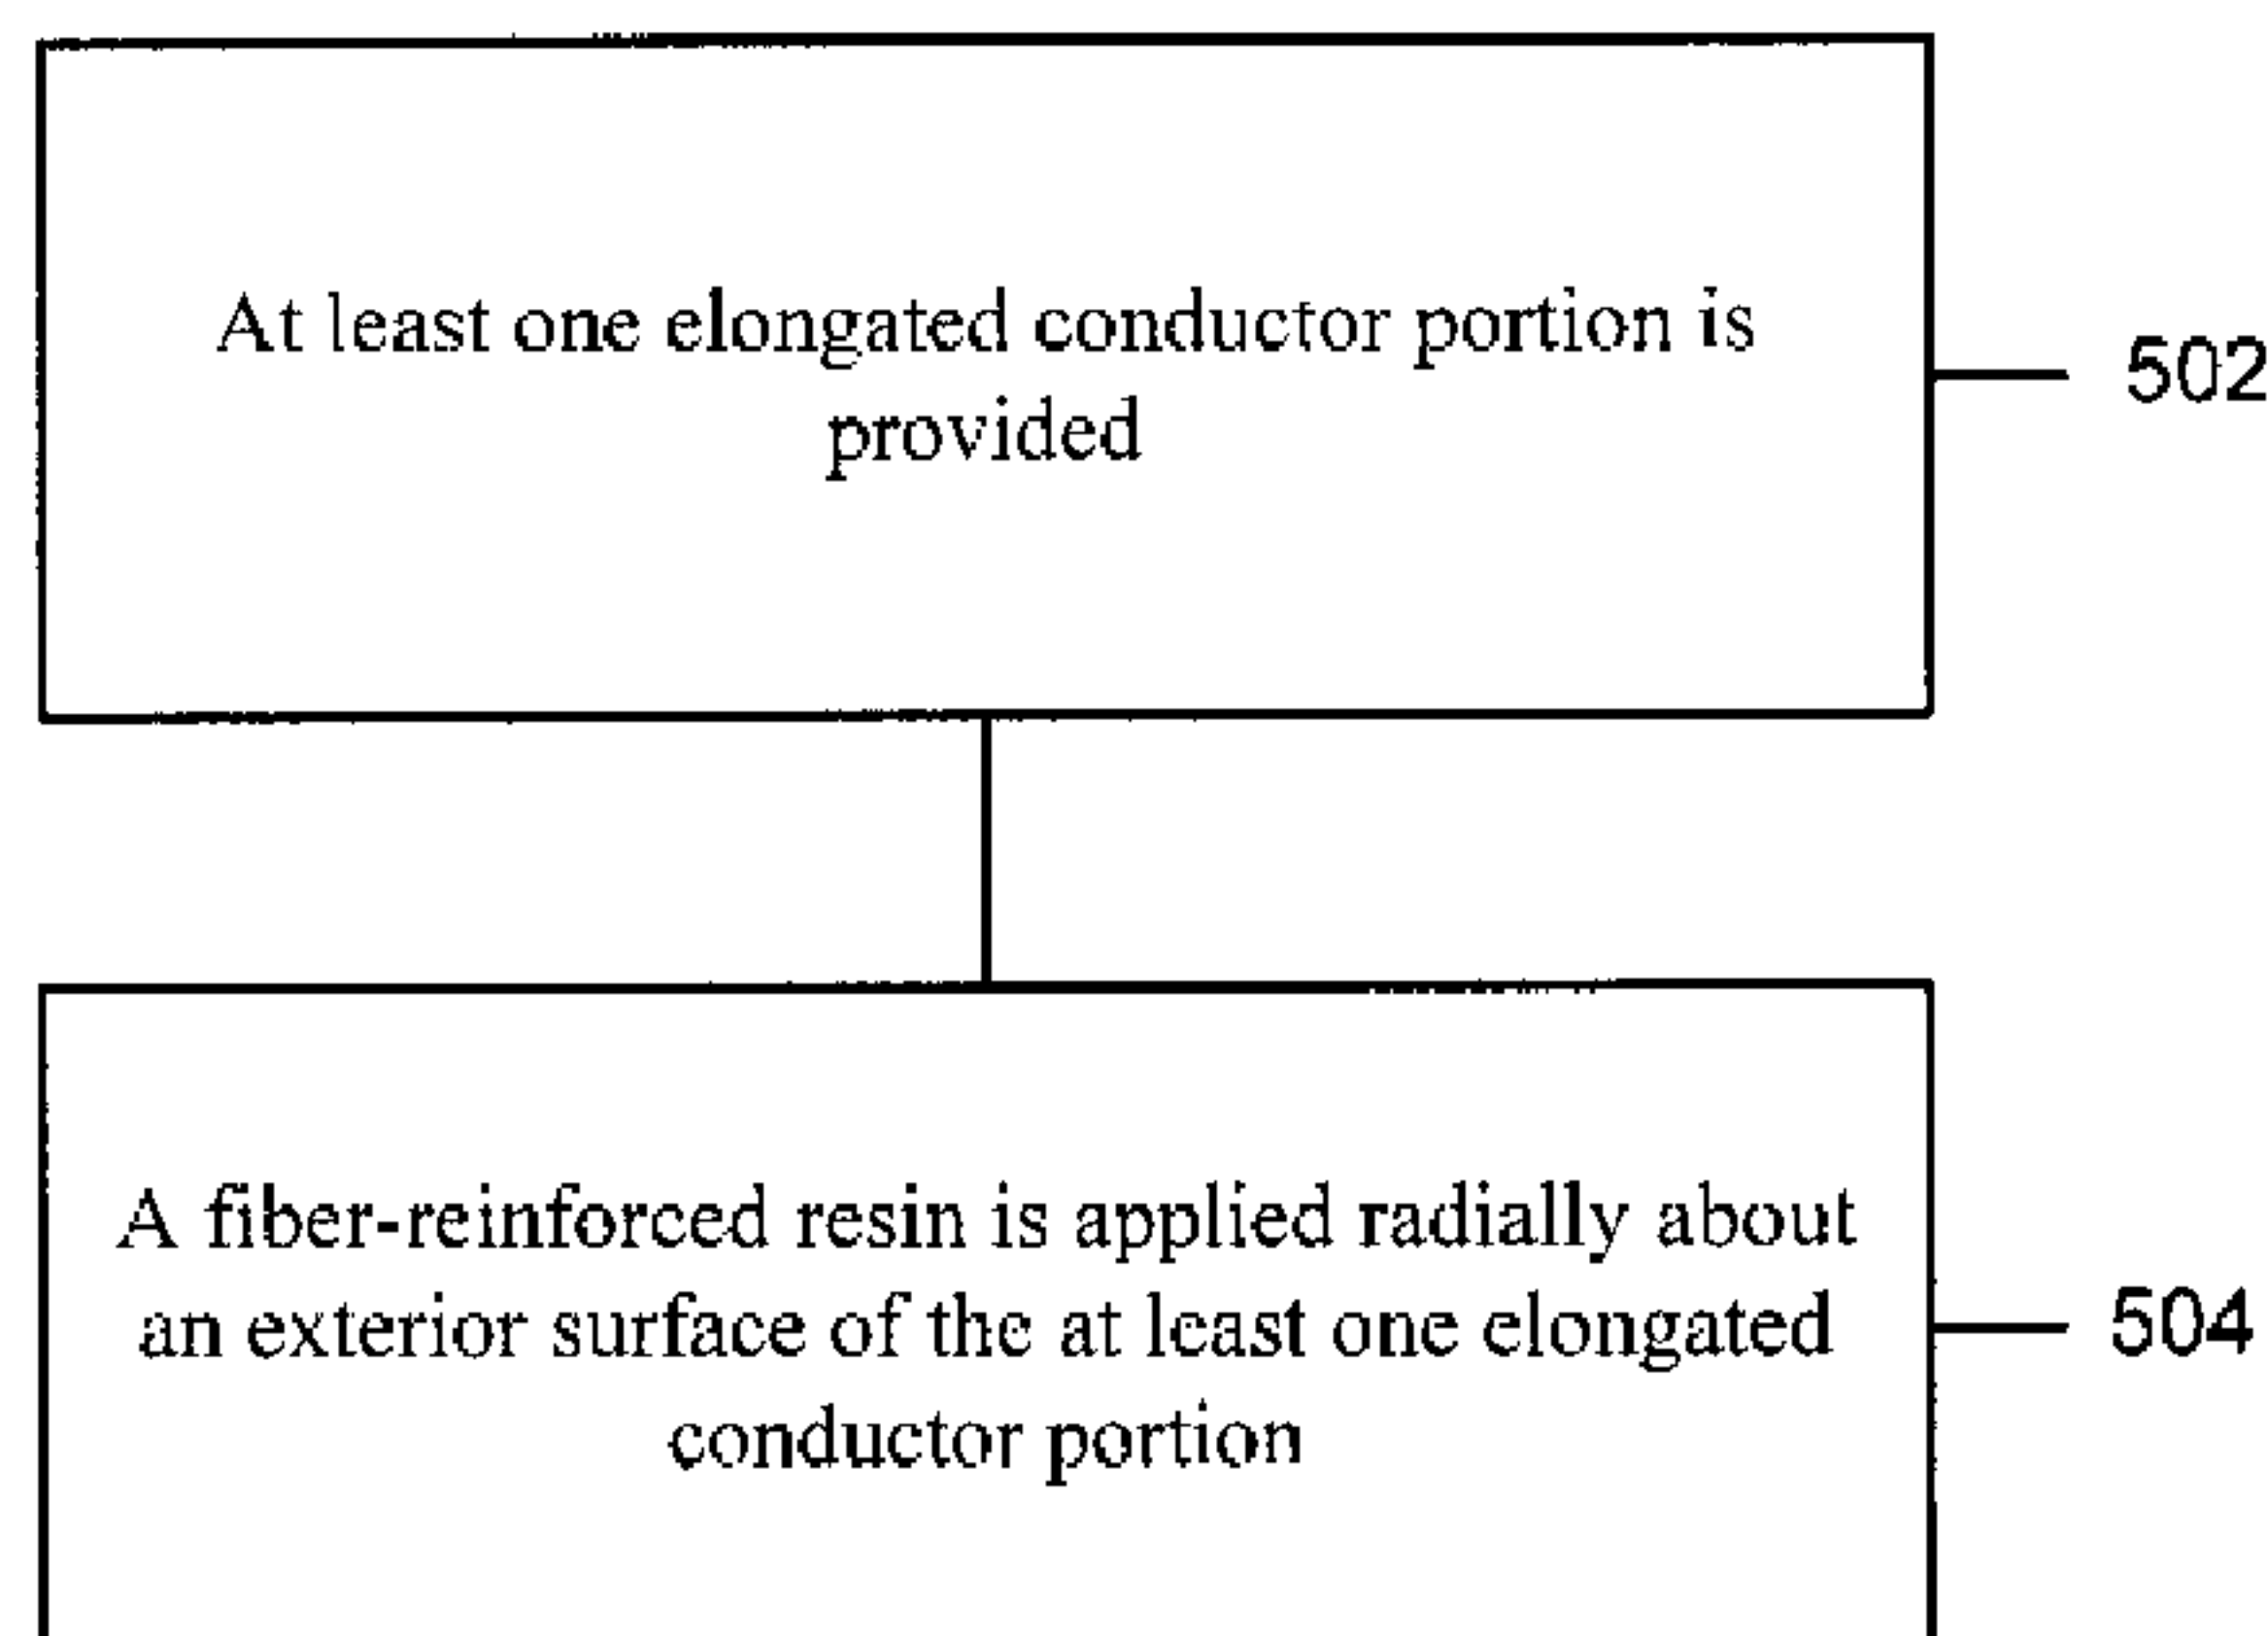 At least one elongated conductor portion is
provided
502
A fiber-reinforced resin is applied radially about
an exterior surface of the at least one elongated
conductor portion
504